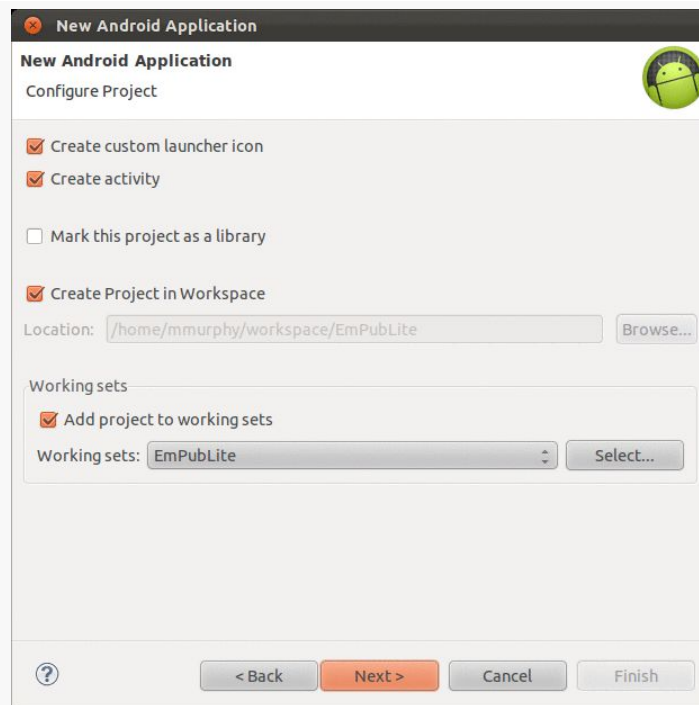 New Android Application
New Android Application
Configure Project
Create custom launcher icon
Create activity
Mark this project as a library
Create Project in Workspace
Location: /home/mmurphy/workspace/EmPubLite Browse...
Working sets
Add project to working sets
Working sets: EmPubLite Select...
? < Back Next > Cancel Finish